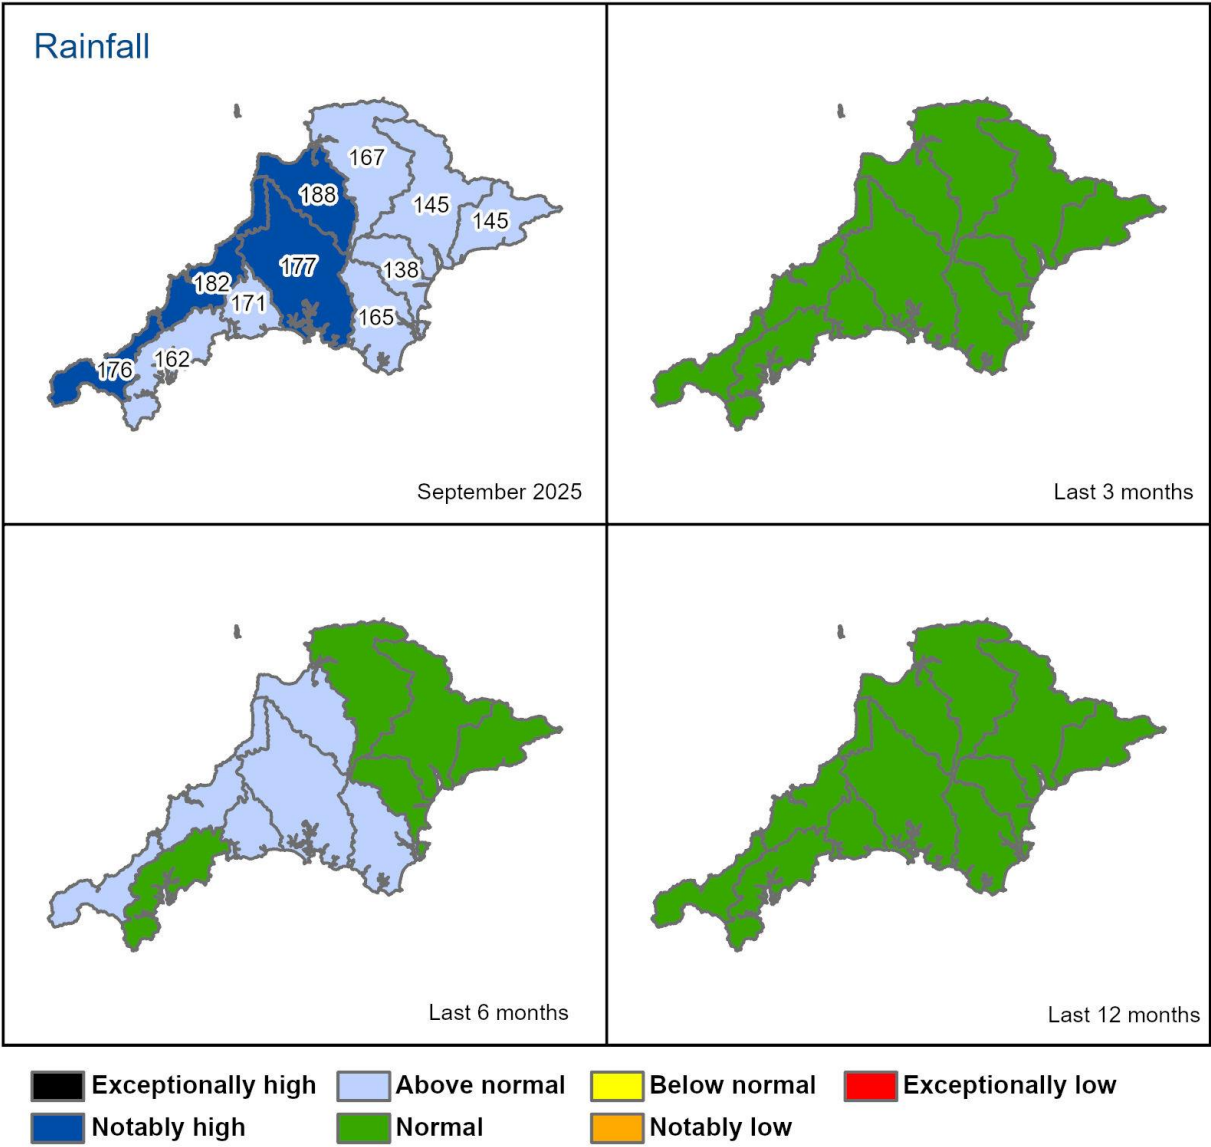 Rainfall
167
188
145
145
177
138
182
171
165
162
176
September 2025
Last 3 months
Last 6 months
Last 12 months
Exceptionally high
Above normal
Below normal
Exceptionally low
Notably high
Normal
Notably low